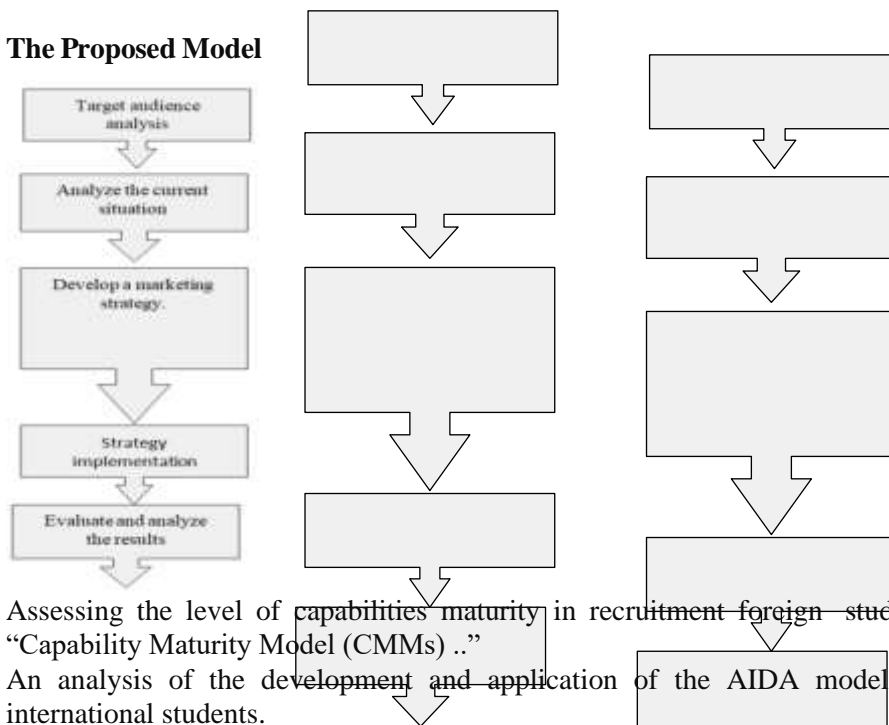 The Proposed Model
Target audience
analysis
Analyze the current
situation
Develop a marketing
strategy.
Strategy
implementation
Evaluate and analyze
the results
Assessing the level of capabilities maturity in recruitment foreign stud
“Capability Maturity Model (CMMs) ..”
An analysis of the development and application of the AIDA model
international students.